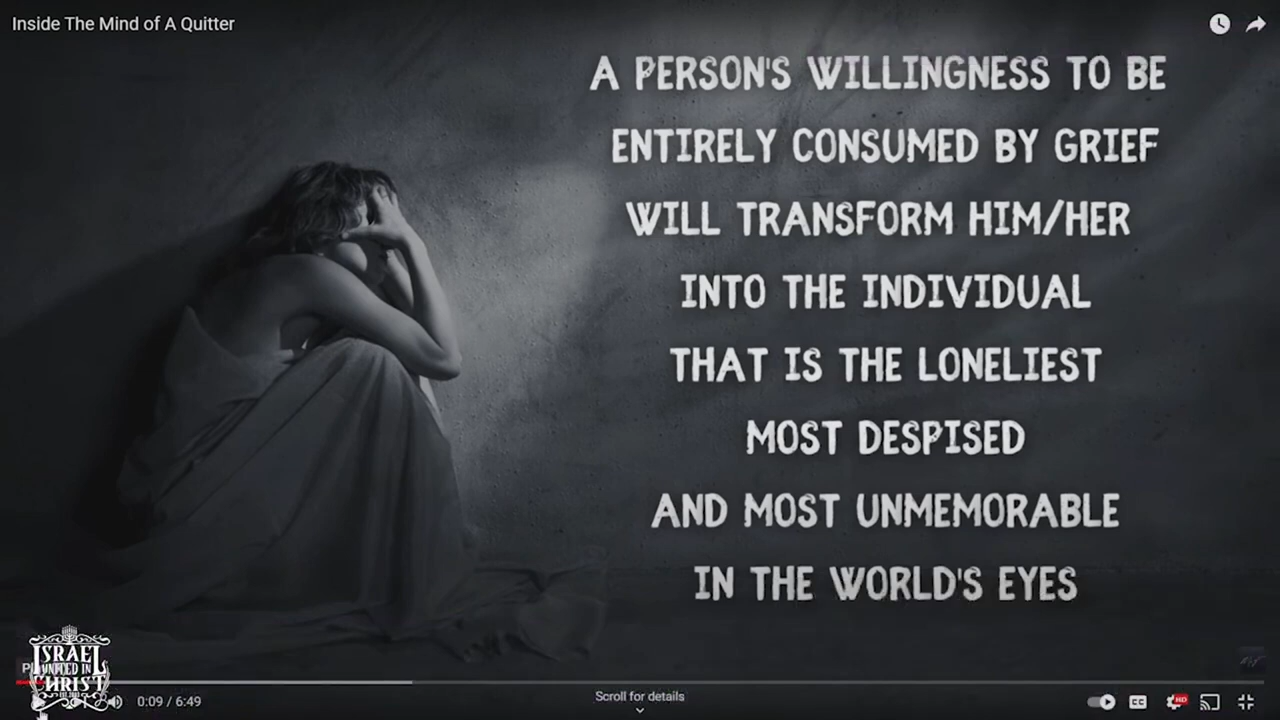 Inside The Mind of A Quitter
A PERSON'S WILLINGNESS TO BE
ENTIRELY CONSUMED BY GRIEF
WILL TRANSFORM HIM/HER
INTO THE INDIVIDUAL
THAT IS THE LONELIEST
MOST DESPISED
AND MOST UNMEMORABLE
IN THE WORLD'S EYES
ISRAEL
UNITED IN
CHRIST
0:09 / 6:49
Scroll for details
CC
HD